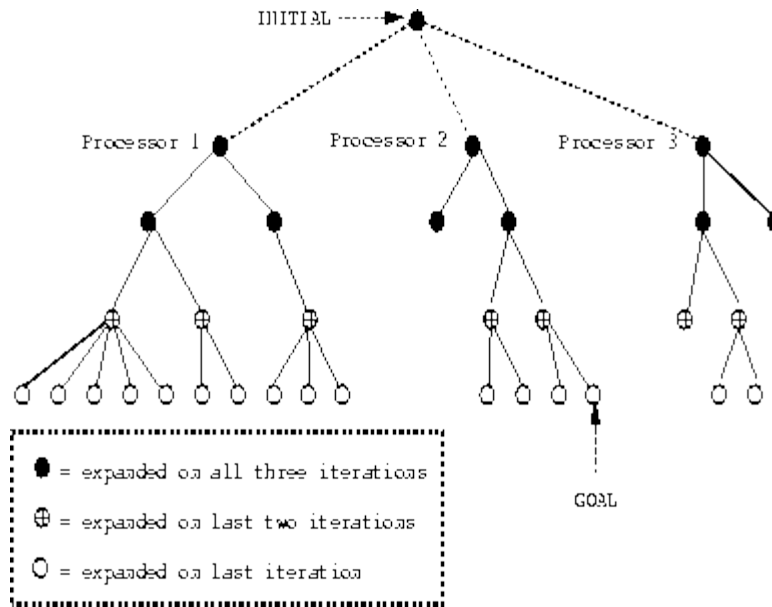 INITIAL
Processor 1
Processor 2
Processor 3
= expanded on all three iterations
= expanded on last two iterations
= expanded on last iteration
GOAL